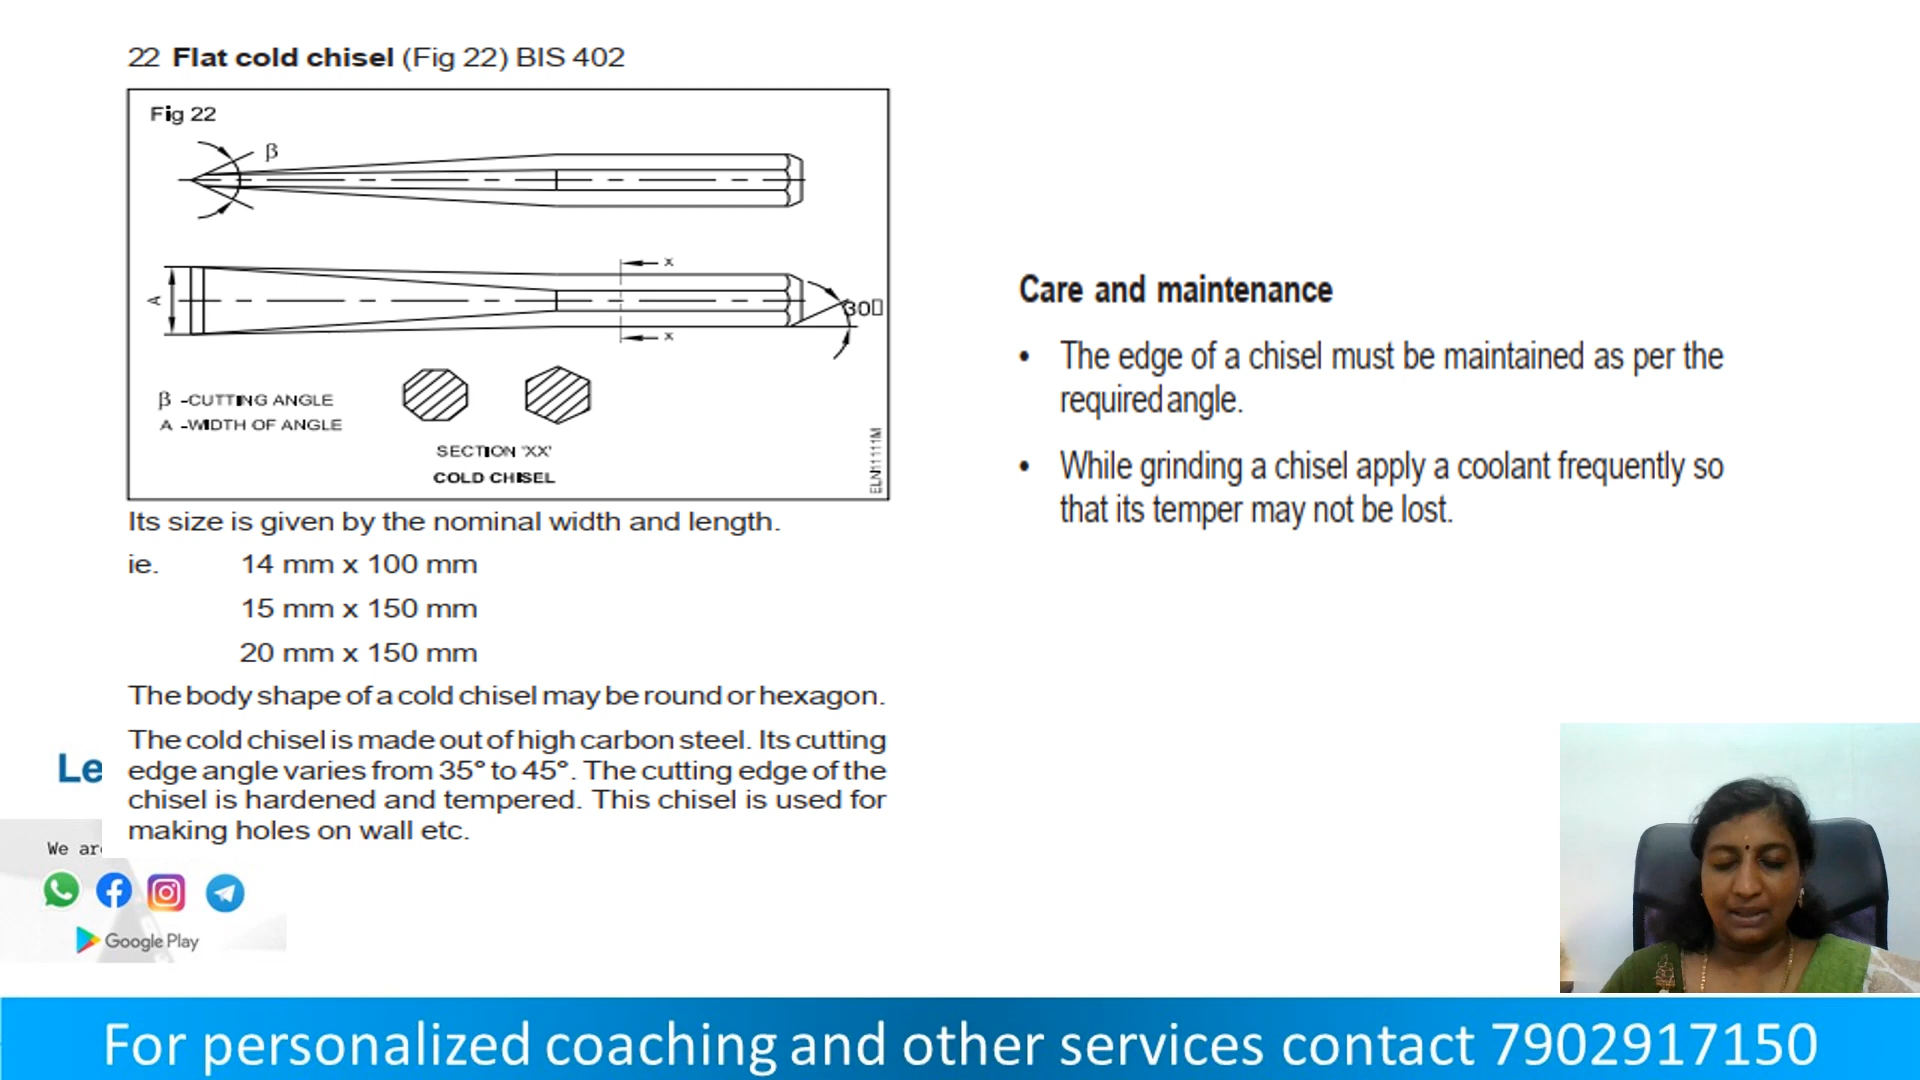 22 Flat cold chisel (Fig 22) BIS 402
Fig 22
β
x
A
30
x
β -CUTTING ANGLE
A -WIDTH OF ANGLE
SECTION 'XX'
COLD CHISEL
ELN11111M
Its size is given by the nominal width and length.
ie. 14 mm x 100 mm
15 mm x 150 mm
20 mm x 150 mm
The body shape of a cold chisel may be round or hexagon.
The cold chisel is made out of high carbon steel. Its cutting
edge angle varies from 35° to 45°. The cutting edge of the
chisel is hardened and tempered. This chisel is used for
making holes on wall etc.
Care and maintenance
• The edge of a chisel must be maintained as per the
required angle.
• While grinding a chisel apply a coolant frequently so
that its temper may not be lost.
Le
We ar
Google Play
For personalized coaching and other services contact 7902917150